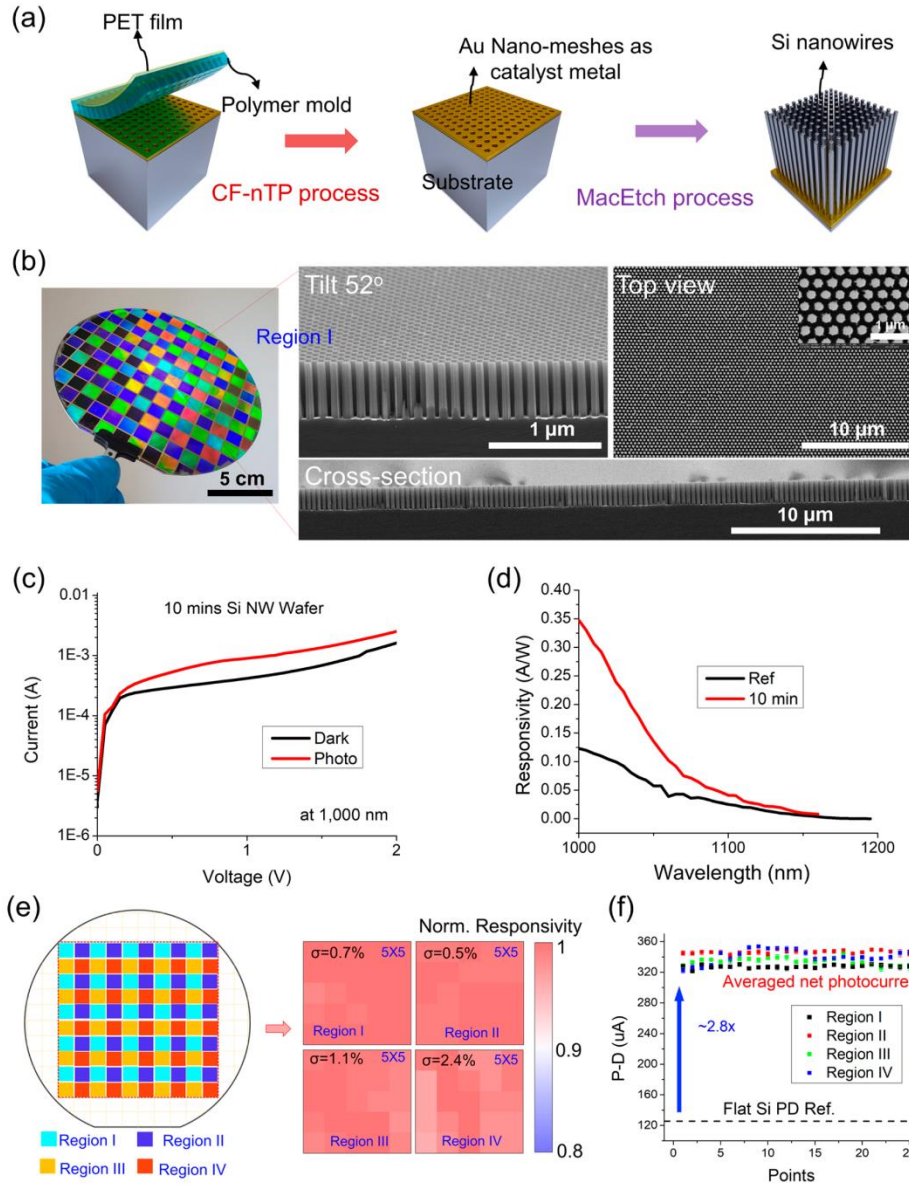 (a)
PET film
Polymer mold
CF-nTP process
Au Nano-meshes as
catalyst metal
Substrate
MacEtch process
Si nanowires
(b)
5 cm
Region I
Tilt 52°
1 μm
Top view
1 μm
10 μm
Cross-section
10 μm
(c)
10 mins Si NW Wafer
Current (A)
0.01
1E-3
1E-4
1E-5
1E-6
Dark
Photo
at 1,000 nm
0
1
2
Voltage (V)
(d)
Responsivity (A/W)
0.40
0.35
0.30
0.25
0.20
0.15
0.10
0.05
0.00
Ref
10 min
1000
1100
1200
Wavelength (nm)
(e)
Region I
Region II
Region III
Region IV
Norm. Responsivity
σ=0.7%
5X5
Region I
σ=0.5%
5X5
Region II
σ=1.1%
5X5
Region III
σ=2.4%
5X5
Region IV
1
0.9
0.8
(f)
P-D (uA)
360
320
280
240
200
160
120
Averaged net photocurre
~2.8x
Region I
Region II
Region III
Region IV
Flat Si PD Ref.
0
5
10
15
20
25
Points